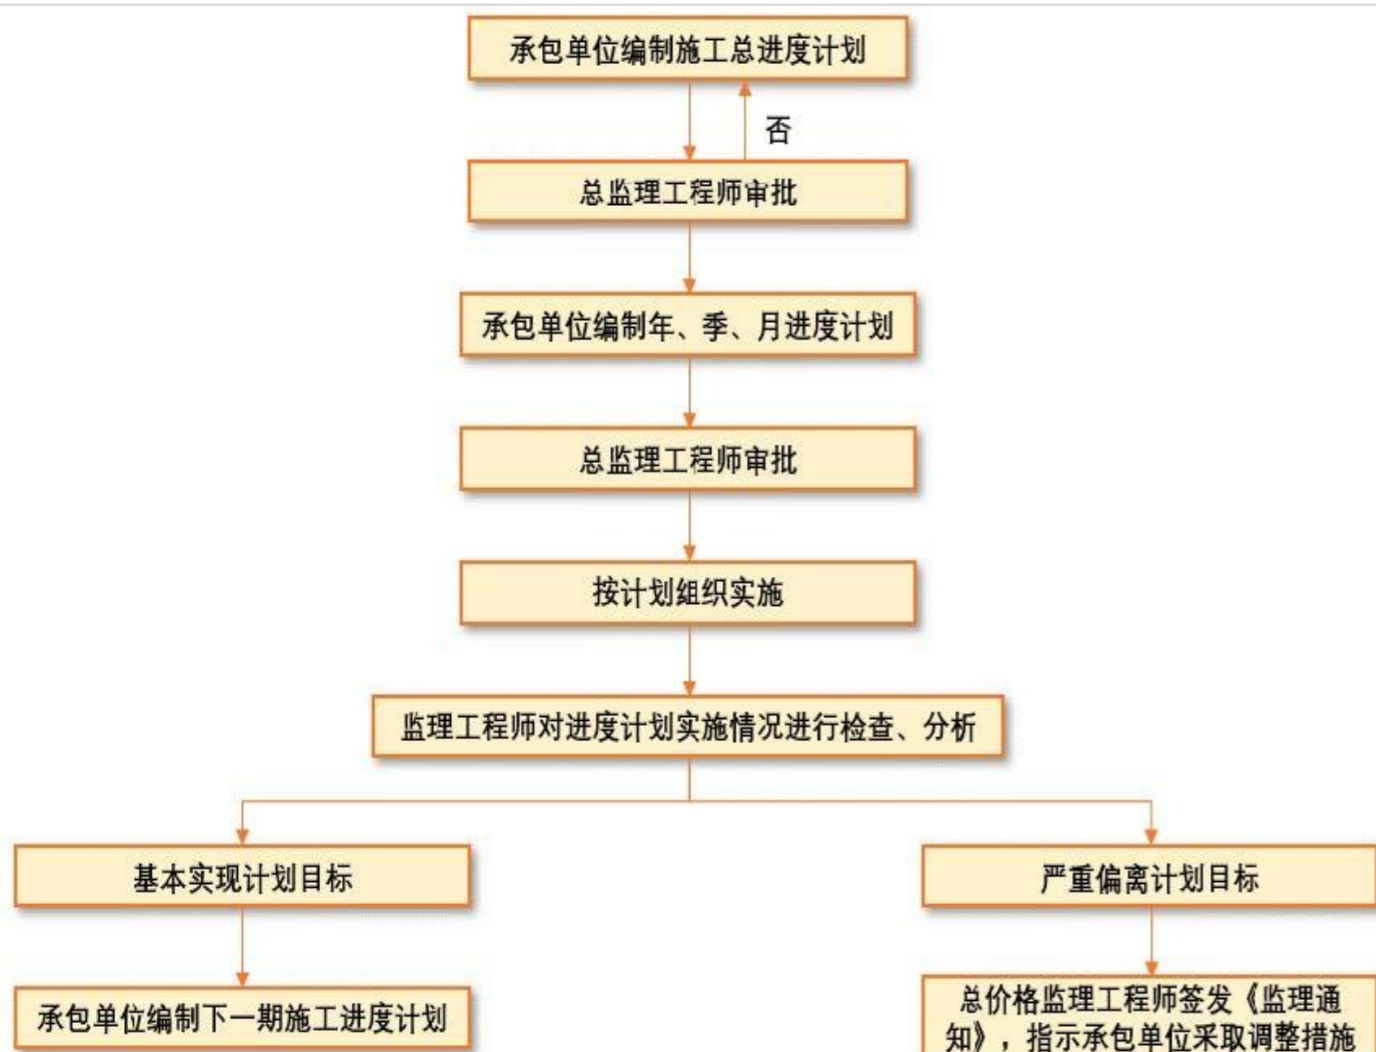 承包单位编制施工总进度计划
否
总监理工程师审批
承包单位编制年、季、月进度计划
总监理工程师审批
按计划组织实施
监理工程师对进度计划实施情况进行检查、分析
基本实现计划目标
严重偏离计划目标
承包单位编制下一期施工进度计划
总价格监理工程师签发《监理通
知》，指示承包单位采取调整措施